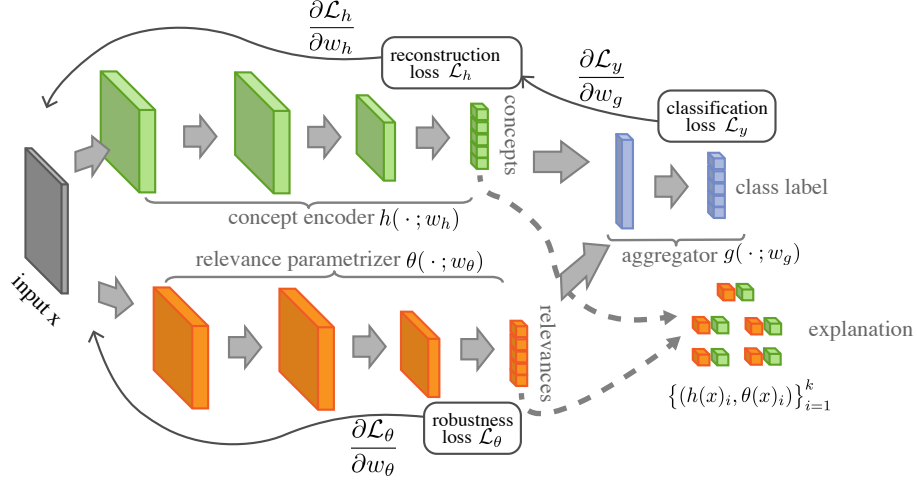 ∂ℒ_h
∂w_h
reconstruction
loss ℒ_h
∂ℒ_y
∂w_g
classification
loss ℒ_y
concepts
class label
concept encoder h( · ; w_h)
aggregator g( · ; w_g)
relevance parametrizer θ( · ; w_θ)
input x
relevances
explanation
{(h(x)_i, θ(x)_i)}_{i=1}^k
robustness
loss ℒ_θ
∂ℒ_θ
∂w_θ